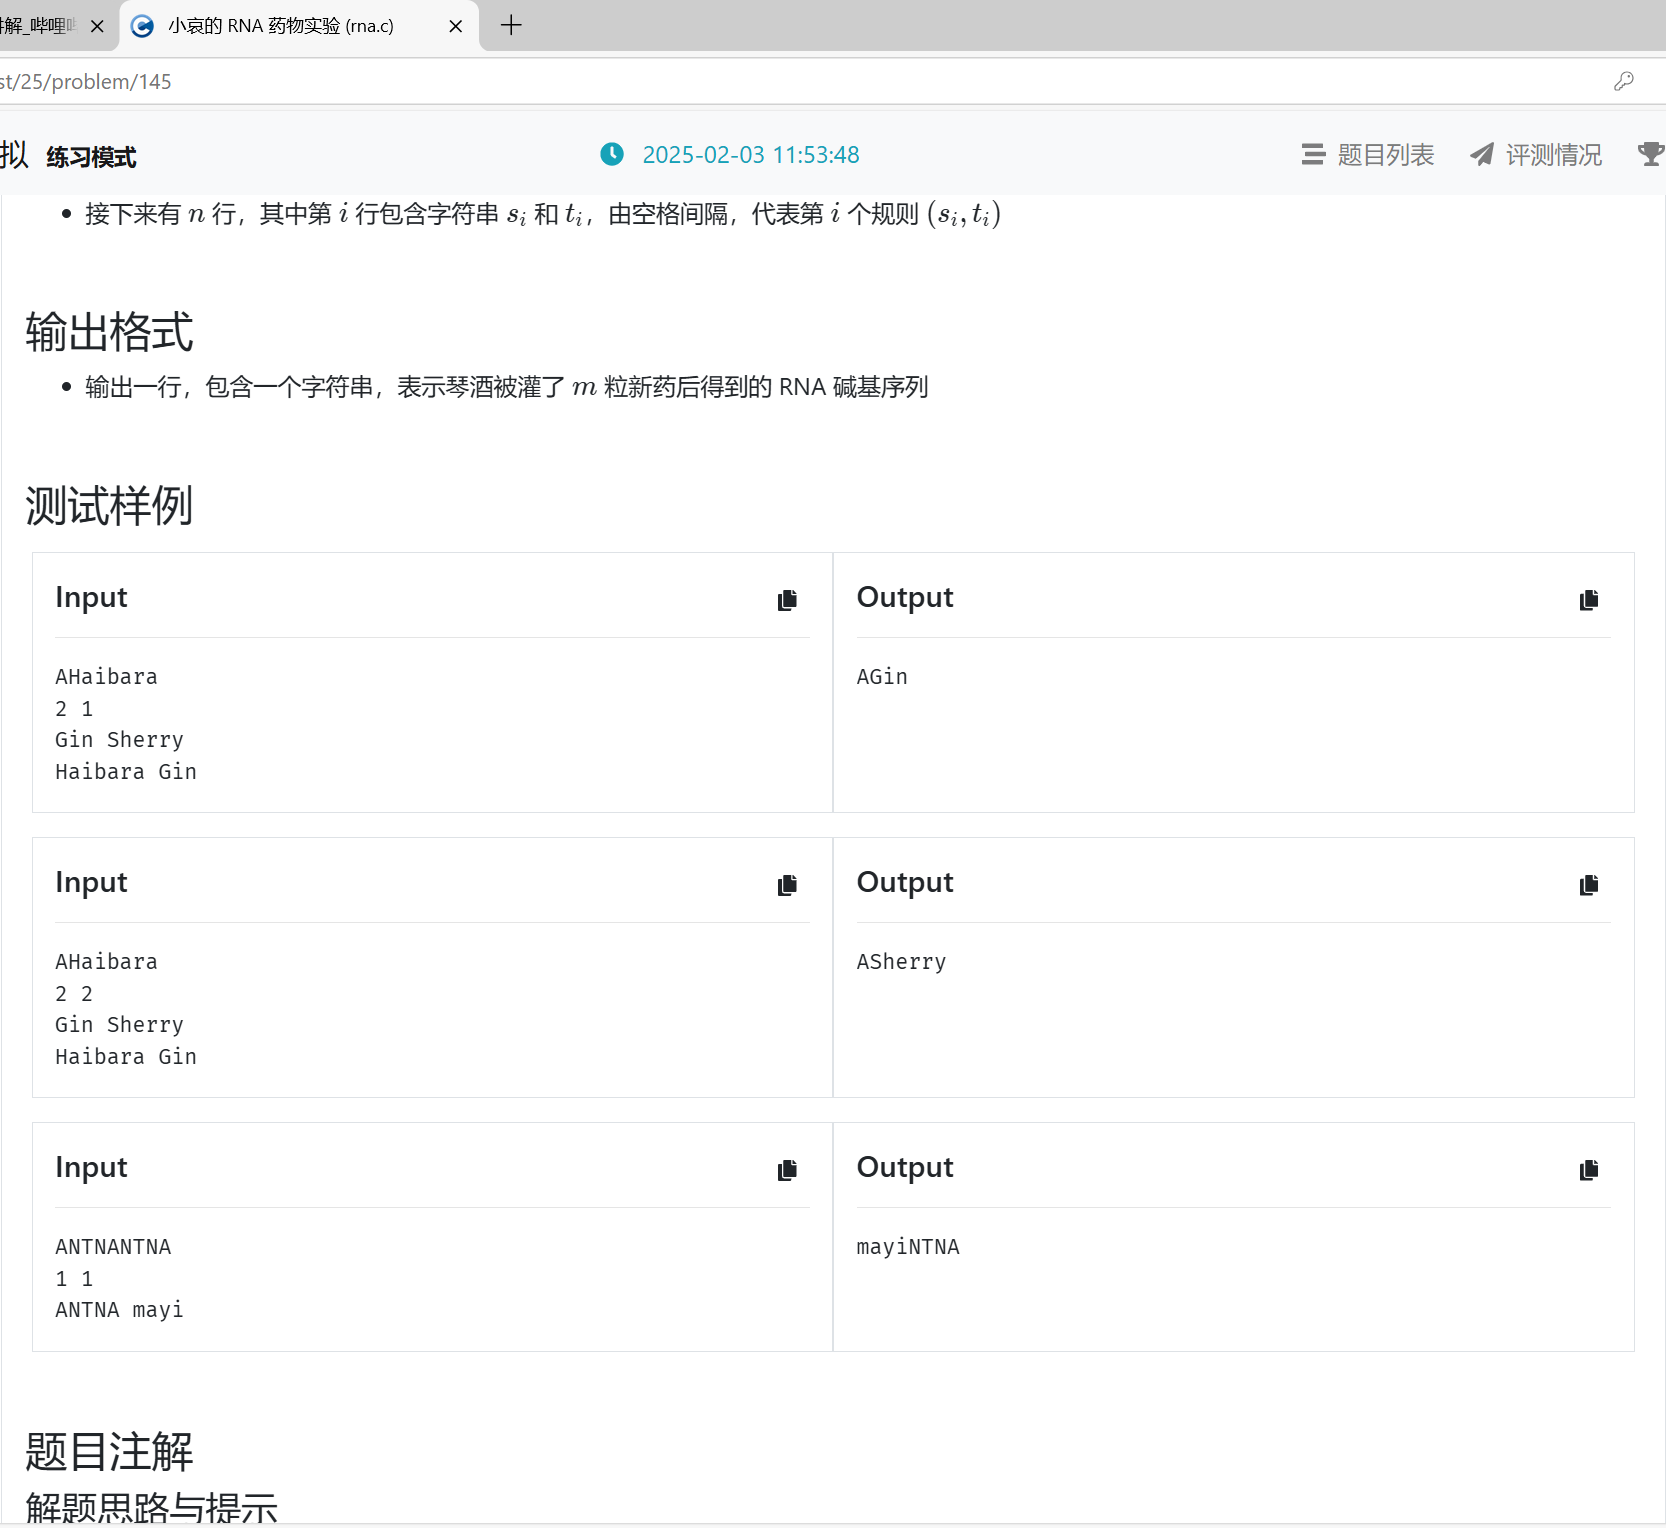 讲解_哔哩
小哀的 RNA 药物实验 (rna.c)
st/25/problem/145
拟 练习模式
2025-02-03 11:53:48
题目列表
评测情况
• 接下来有 n 行，其中第 i 行包含字符串 s_i 和 t_i，由空格间隔，代表第 i 个规则 (s_i, t_i)
输出格式
• 输出一行，包含一个字符串，表示琴酒被灌了 m 粒新药后得到的 RNA 碱基序列
测试样例
Input
AHaibara
2 1
Gin Sherry
Haibara Gin
Output
AGin
Input
AHaibara
2 2
Gin Sherry
Haibara Gin
Output
ASherry
Input
ANTNANTNA
1 1
ANTNA mayi
Output
mayiNTNA
题目注解
解题思路与提示